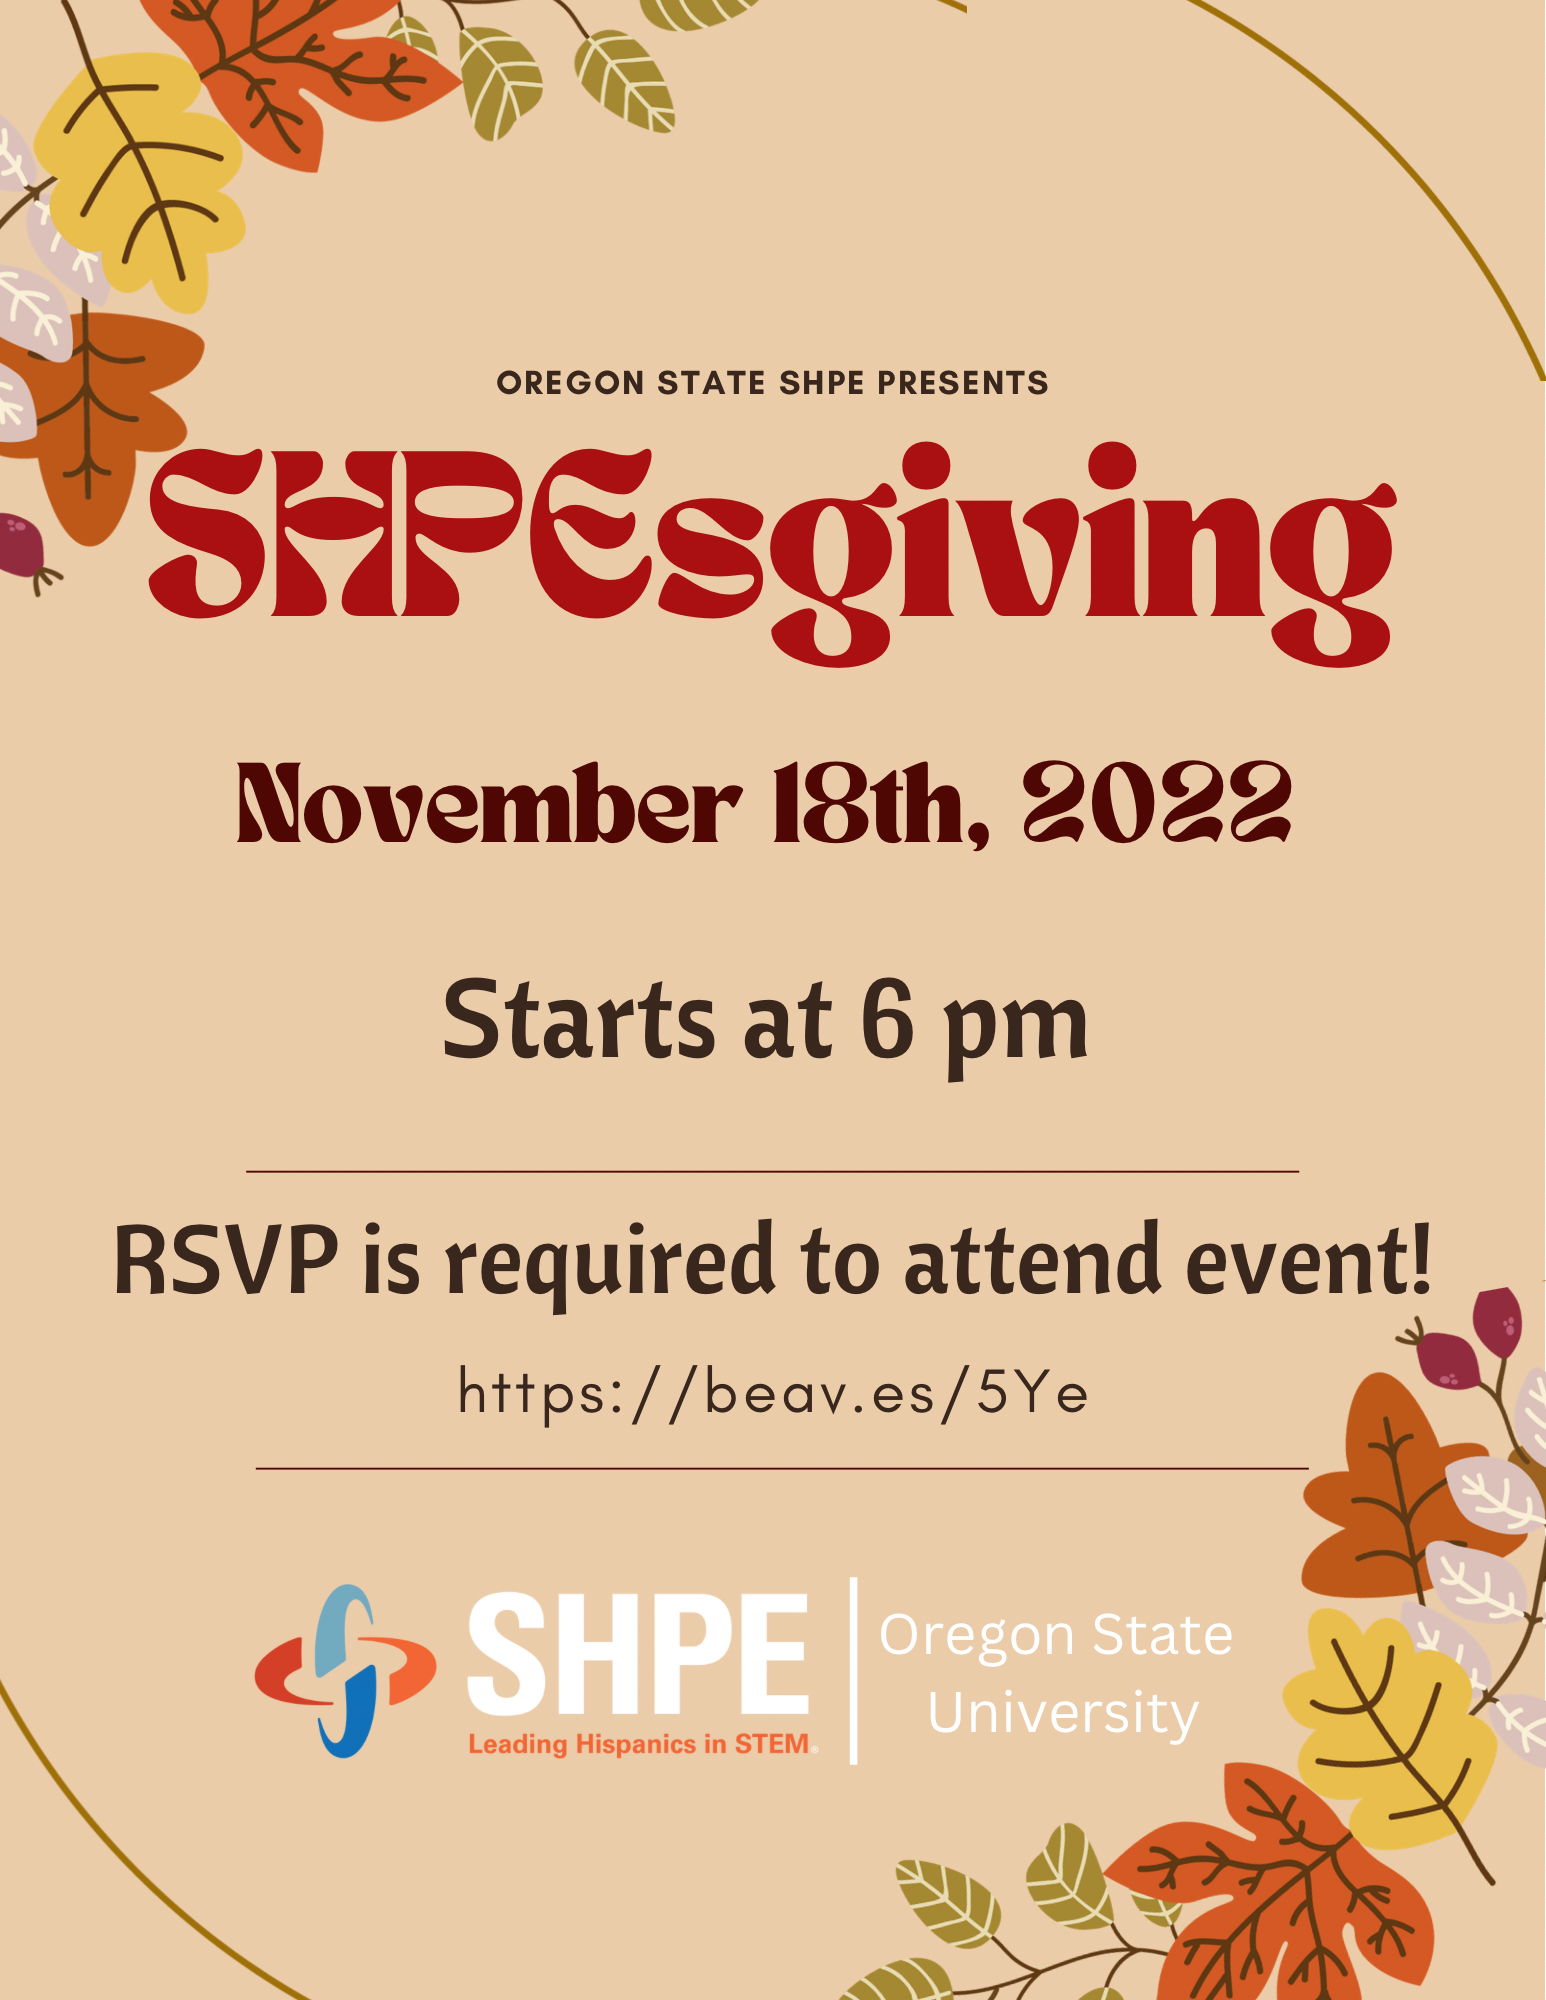 OREGON STATE SHPE PRESENTS
SHPEsgiving
November 18th, 2022
Starts at 6 pm
RSVP is required to attend event!
https://beav.es/5Ye
SHPE
Leading Hispanics in STEM®
Oregon State
University